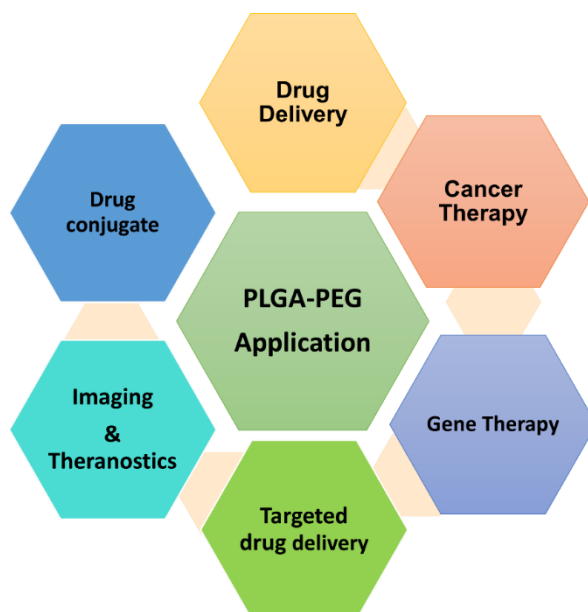 Drug
Delivery
Cancer
Therapy
Drug
conjugate
PLGA-PEG
Application
Imaging
&
Theranostics
Gene Therapy
Targeted
drug delivery